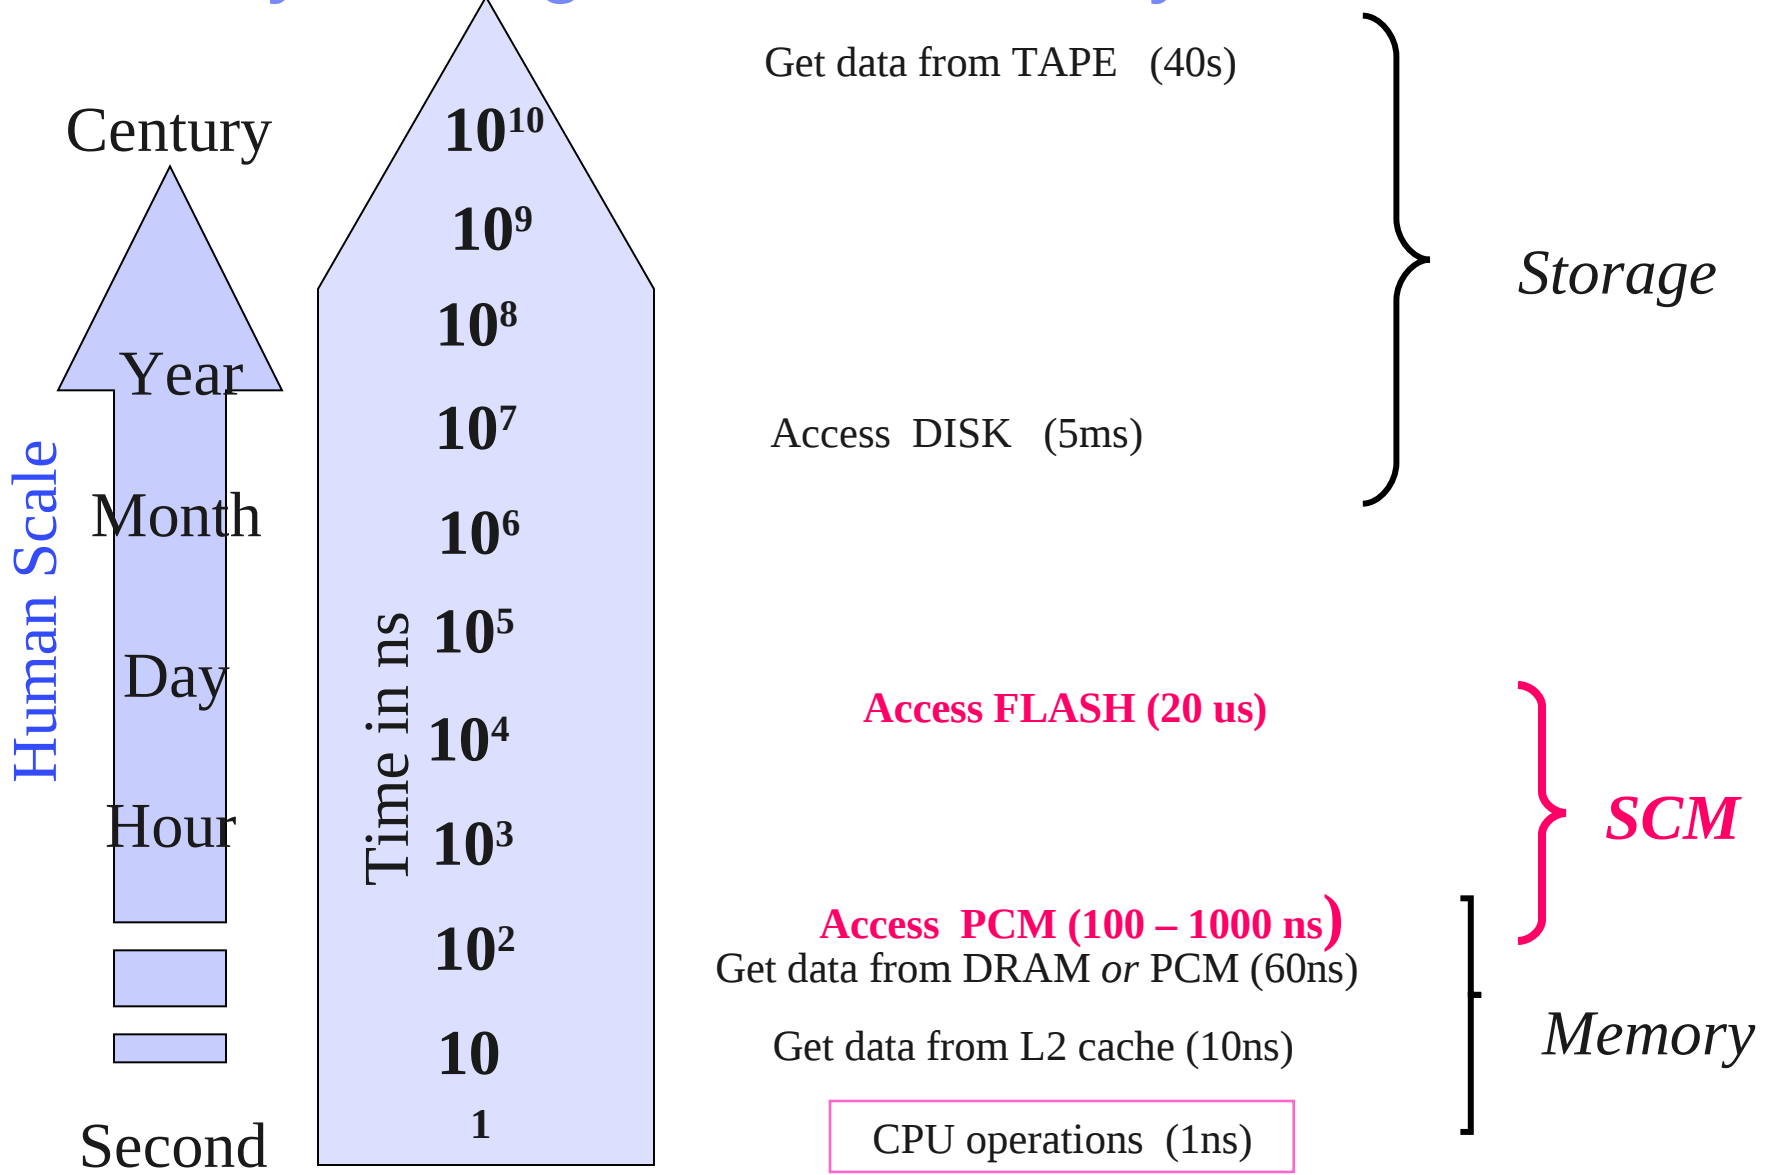 Get data from TAPE (40s)
Century
10¹⁰
10⁹
Storage
10⁸
Year
10⁷
Access DISK (5ms)
Month
10⁶
Human Scale
Time in ns
10⁵
Day
Access FLASH (20 us)
10⁴
SCM
Hour
10³
Access PCM (100 – 1000 ns)
10²
Get data from DRAM or PCM (60ns)
Memory
10
Get data from L2 cache (10ns)
1
CPU operations (1ns)
Second